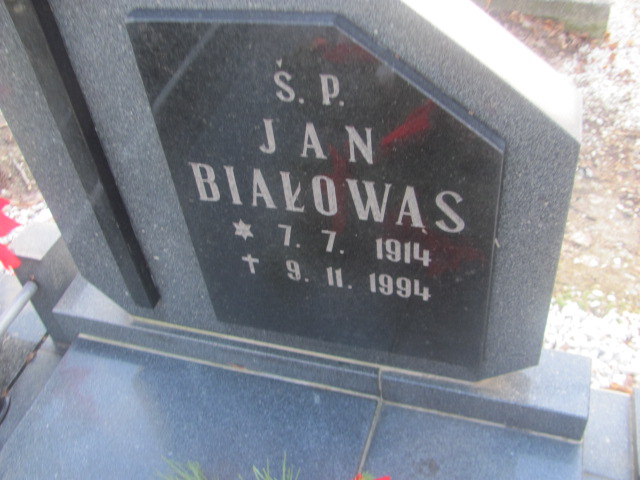 Ś. P.
JAN
BIAŁOWĄS
* 7. 7. 1914
† 9. 11. 1994